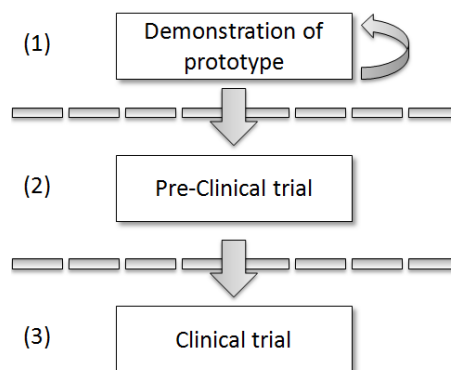 (1)
Demonstration of
prototype
(2)
Pre-Clinical trial
(3)
Clinical trial